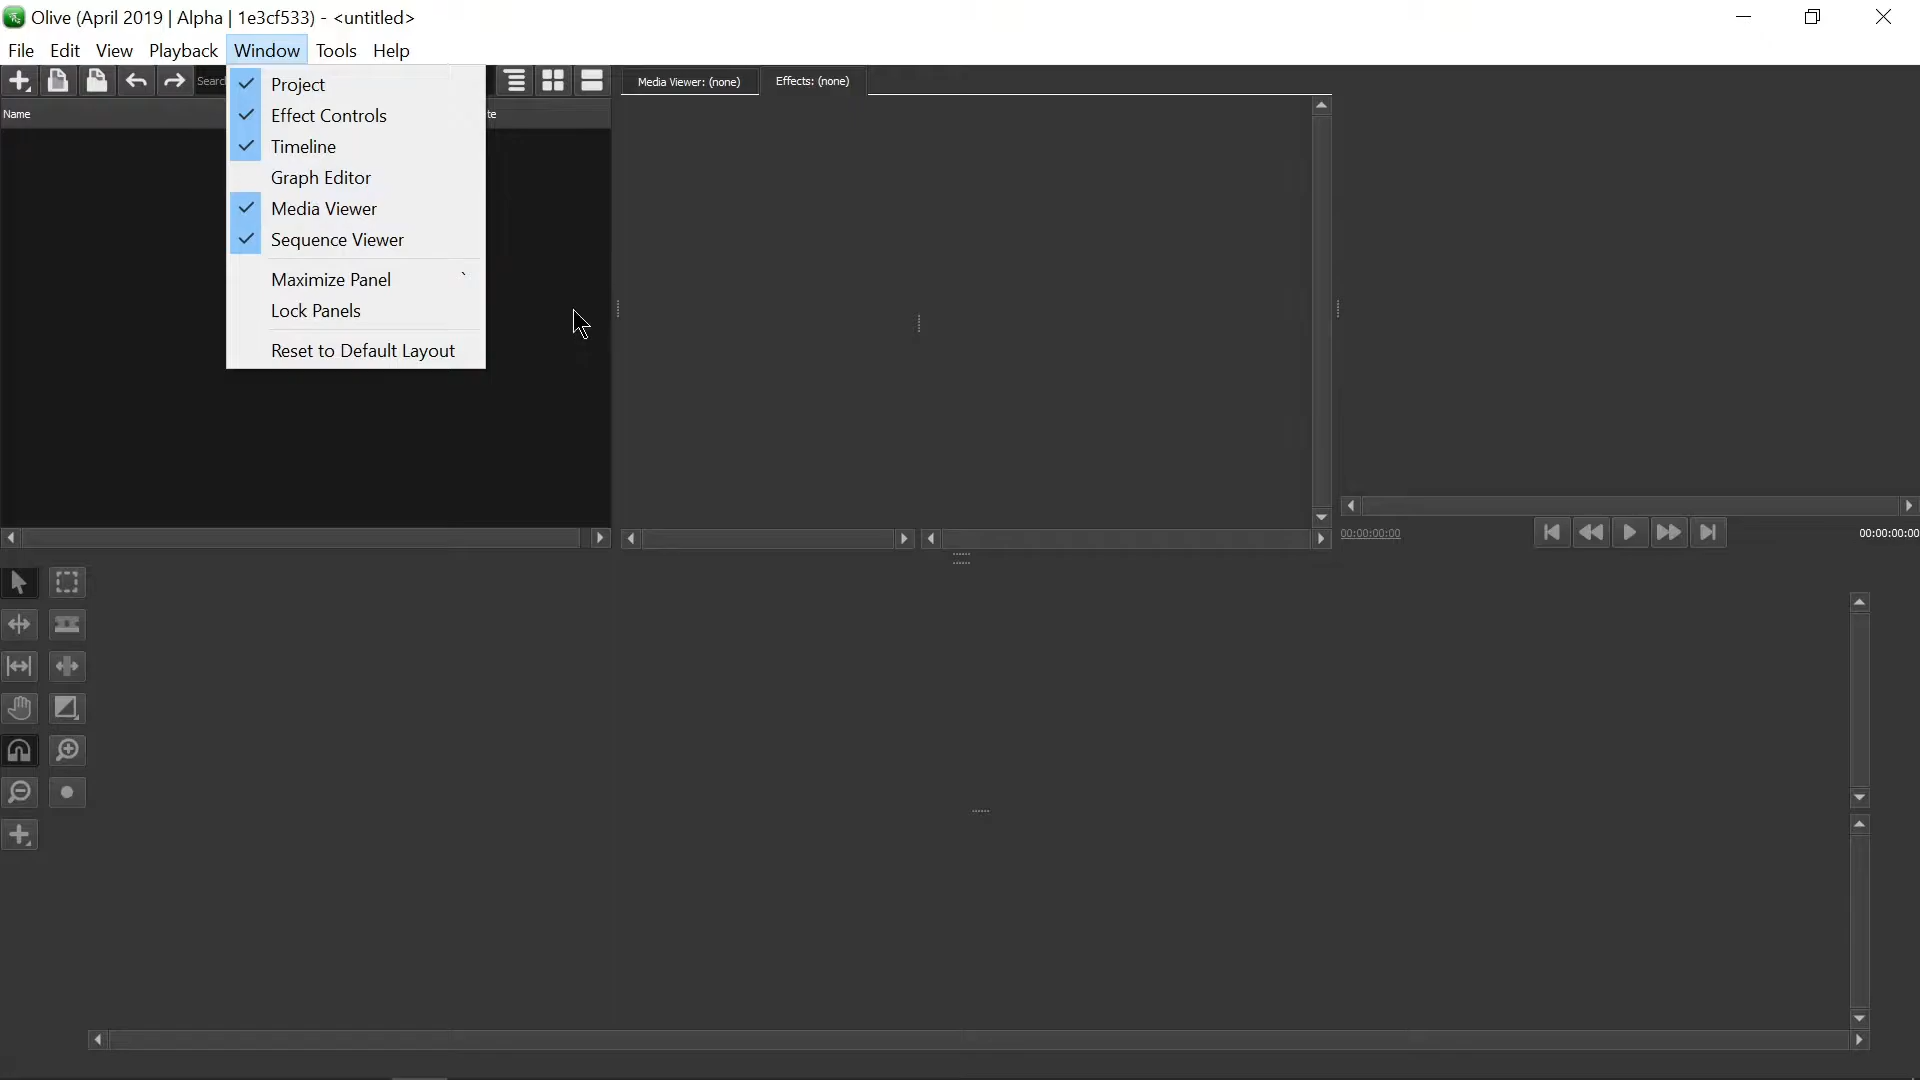 Olive (April 2019 | Alpha | 1e3cf533) - <untitled>
File Edit View Playback Window Tools Help
Searc
Media Viewer: (none) Effects: (none)
Name
te
Project
Effect Controls
Timeline
Graph Editor
Media Viewer
Sequence Viewer
Maximize Panel `
Lock Panels
Reset to Default Layout
00:00:00:00 00:00:00:00